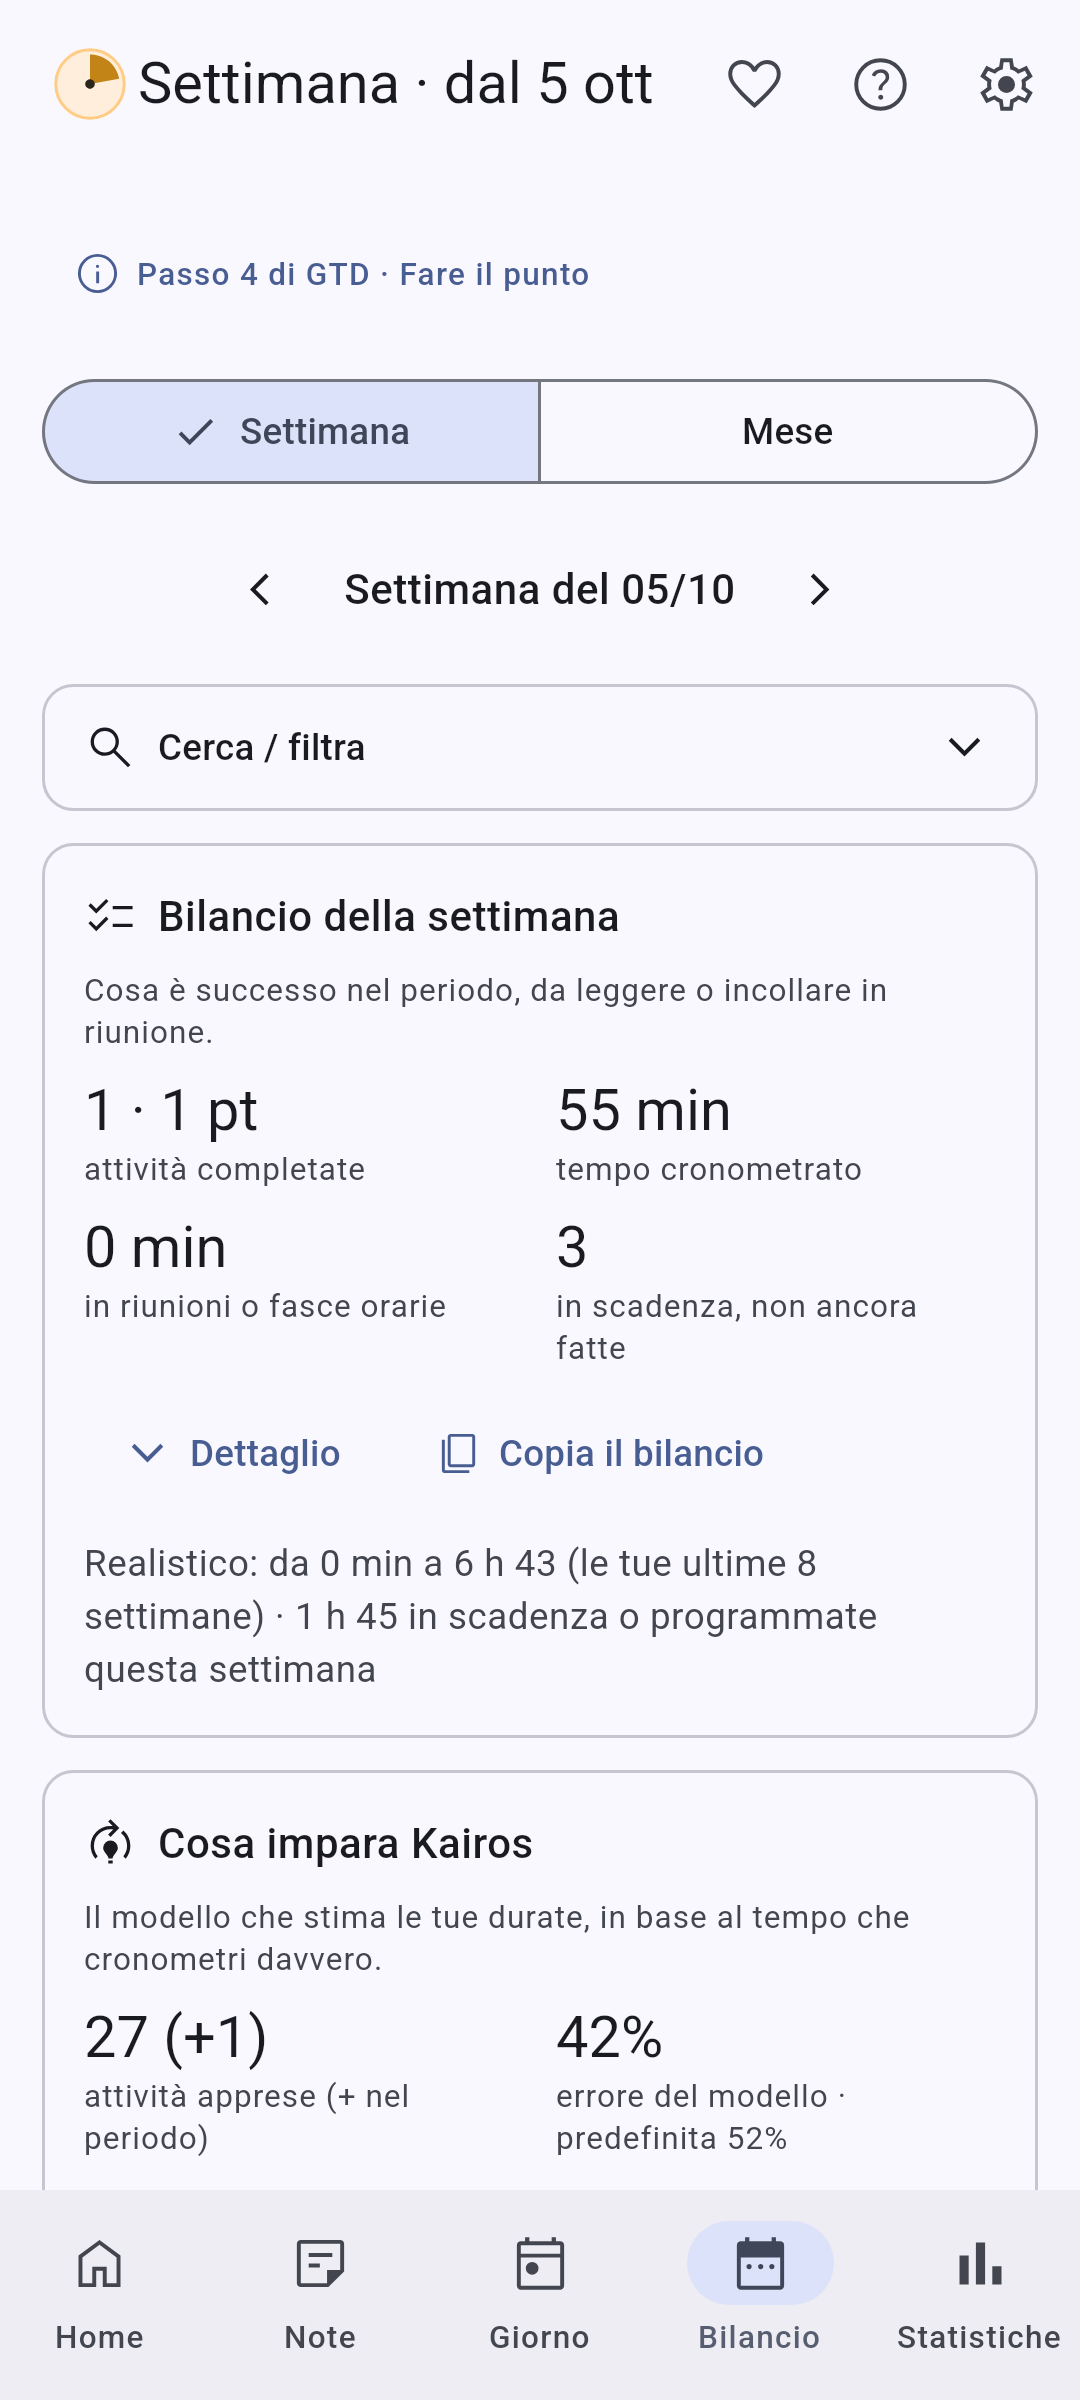 Settimana · dal 5 ott
Passo 4 di GTD · Fare il punto
Settimana
Mese
Settimana del 05/10
Cerca / filtra
Bilancio della settimana
Cosa è successo nel periodo, da leggere o incollare in
riunione.
1 · 1 pt
attività completate
55 min
tempo cronometrato
0 min
in riunioni o fasce orarie
3
in scadenza, non ancora
fatte
Dettaglio
Copia il bilancio
Realistico: da 0 min a 6 h 43 (le tue ultime 8
settimane) · 1 h 45 in scadenza o programmate
questa settimana
Cosa impara Kairos
Il modello che stima le tue durate, in base al tempo che
cronometri davvero.
27 (+1)
attività apprese (+ nel
periodo)
42%
errore del modello ·
predefinita 52%
Home
Note
Giorno
Bilancio
Statistiche